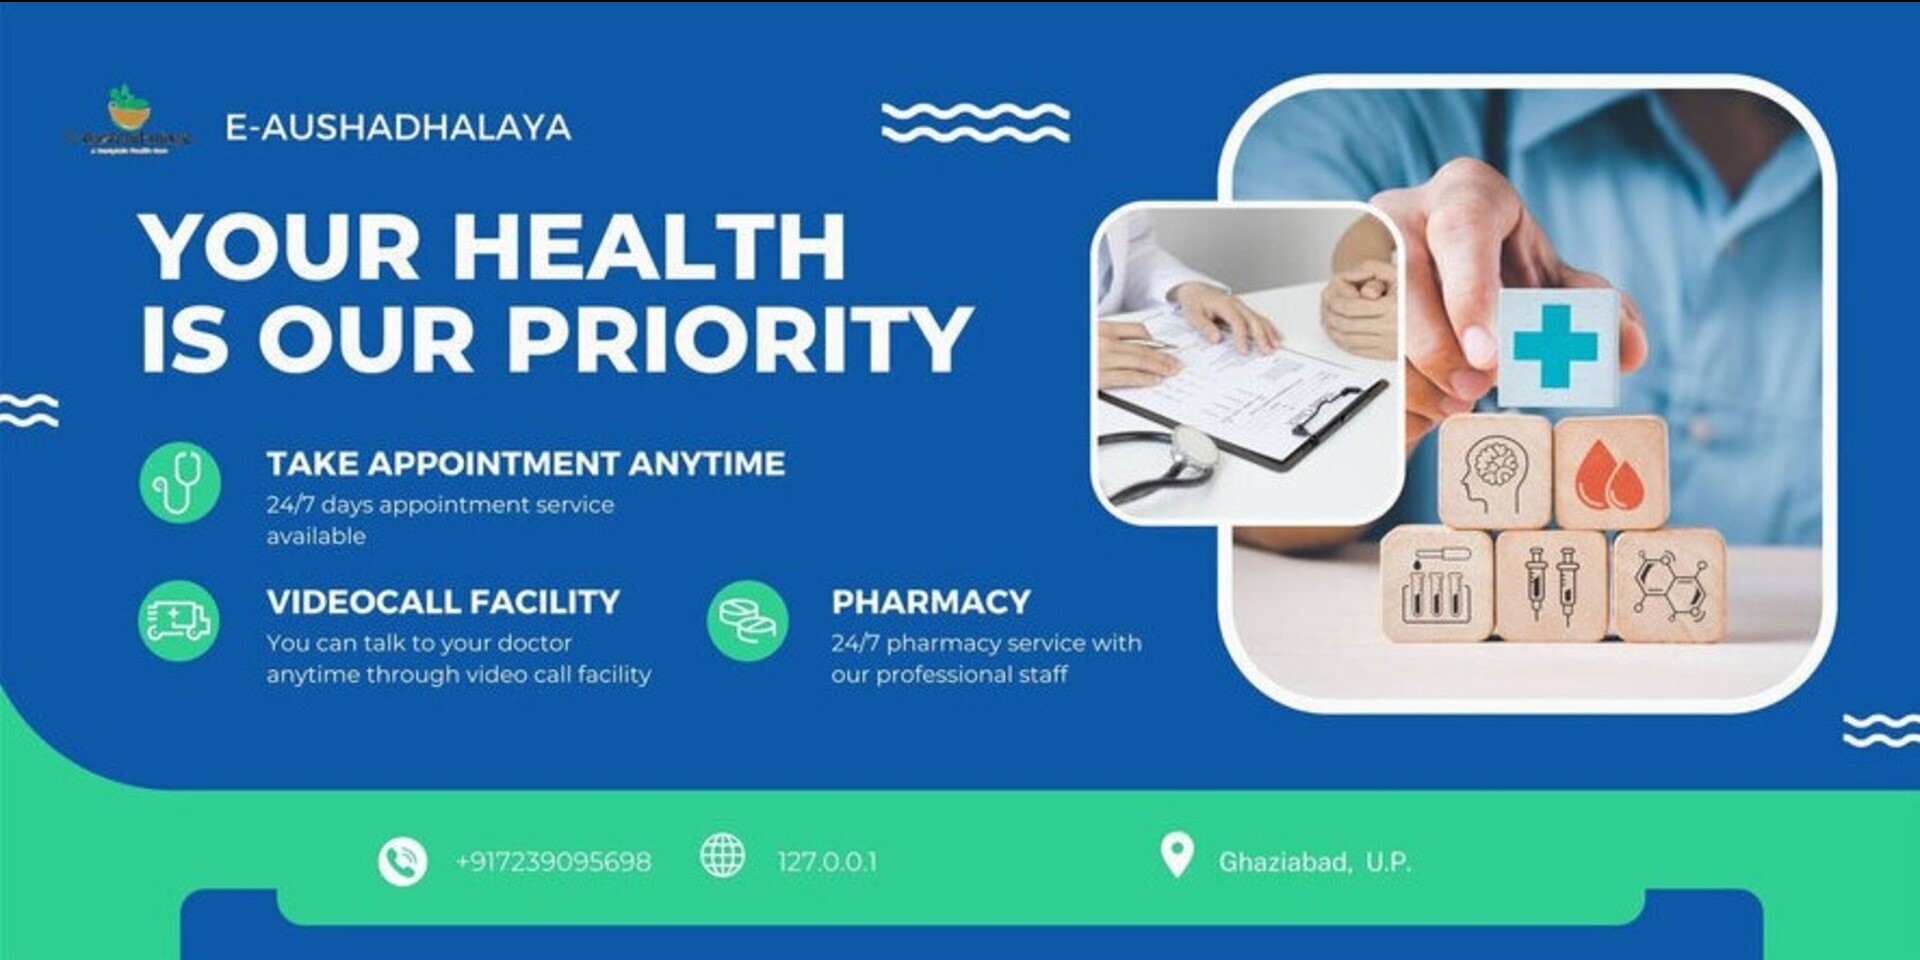 E-AUSHADHALAYA
YOUR HEALTH
IS OUR PRIORITY
TAKE APPOINTMENT ANYTIME
24/7 days appointment service
available
VIDEOCALL FACILITY
You can talk to your doctor
anytime through video call facility
PHARMACY
24/7 pharmacy service with
our professional staff
+917239095698
127.0.0.1
Ghaziabad, U.P.